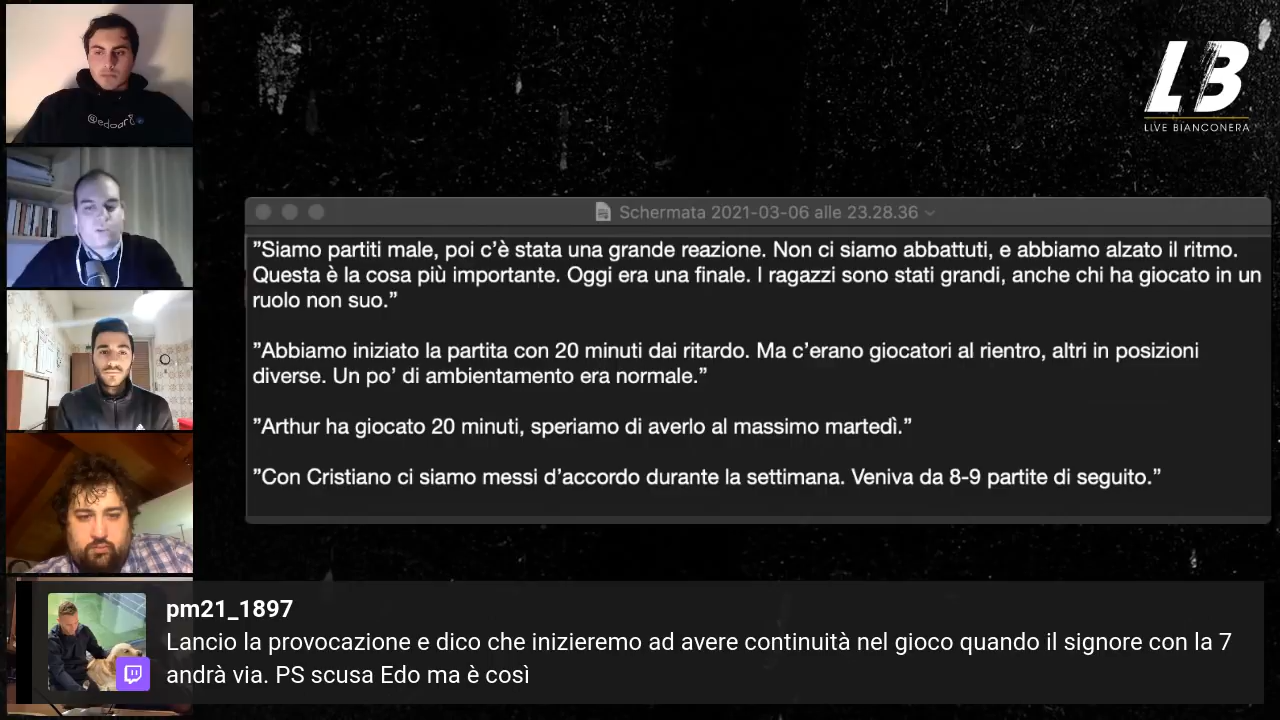 @edoar
LB
LIVE BIANCONERA
Schermata 2021-03-06 alle 23.28.36
”Siamo partiti male, poi c’è stata una grande reazione. Non ci siamo abbattuti, e abbiamo alzato il ritmo.
Questa è la cosa più importante. Oggi era una finale. I ragazzi sono stati grandi, anche chi ha giocato in un
ruolo non suo.”
”Abbiamo iniziato la partita con 20 minuti dai ritardo. Ma c’erano giocatori al rientro, altri in posizioni
diverse. Un po’ di ambientamento era normale.”
”Arthur ha giocato 20 minuti, speriamo di averlo al massimo martedì.”
”Con Cristiano ci siamo messi d’accordo durante la settimana. Veniva da 8-9 partite di seguito.”
pm21_1897
Lancio la provocazione e dico che inizieremo ad avere continuità nel gioco quando il signore con la 7
andrà via. PS scusa Edo ma è così